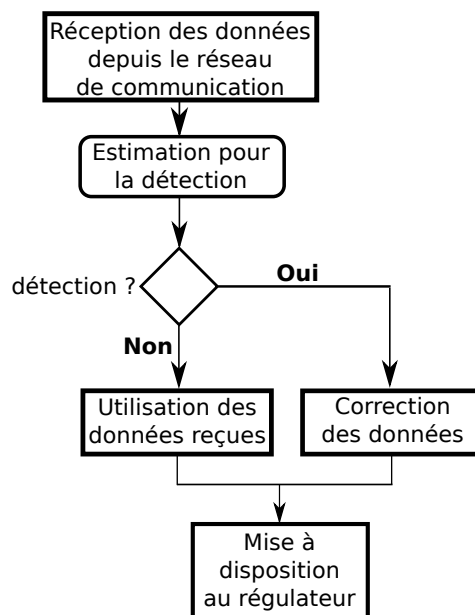 Réception des données
depuis le réseau
de communication
Estimation pour
la détection
détection ?
Oui
Non
Utilisation des
données reçues
Correction
des données
Mise à
disposition
au régulateur